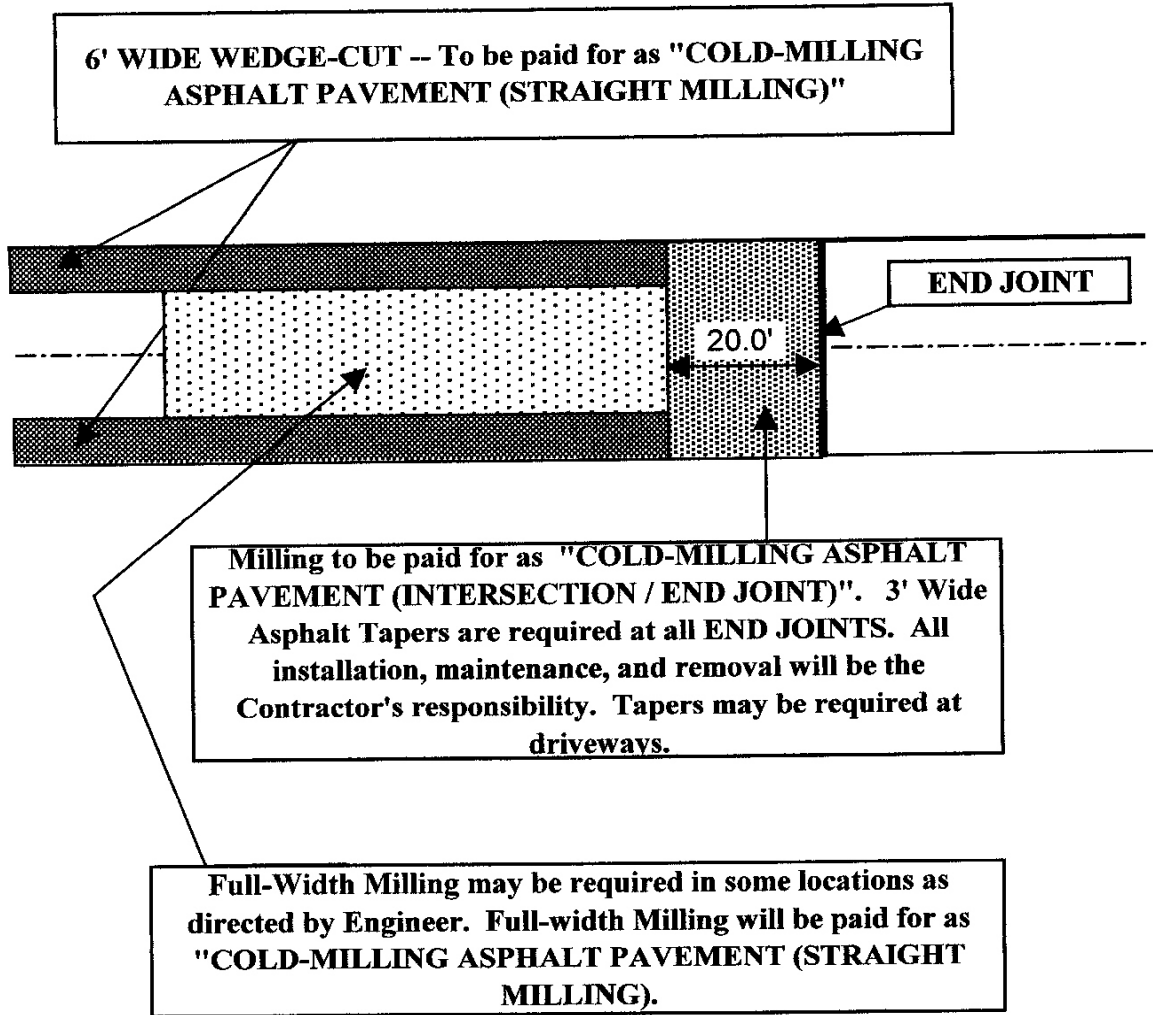 6' WIDE WEDGE-CUT -- To be paid for as "COLD-MILLING
ASPHALT PAVEMENT (STRAIGHT MILLING)"
END JOINT
20.0'
Milling to be paid for as "COLD-MILLING ASPHALT
PAVEMENT (INTERSECTION / END JOINT)". 3' Wide
Asphalt Tapers are required at all END JOINTS. All
installation, maintenance, and removal will be the
Contractor's responsibility. Tapers may be required at
driveways.
Full-Width Milling may be required in some locations as
directed by Engineer. Full-width Milling will be paid for as
"COLD-MILLING ASPHALT PAVEMENT (STRAIGHT
MILLING).